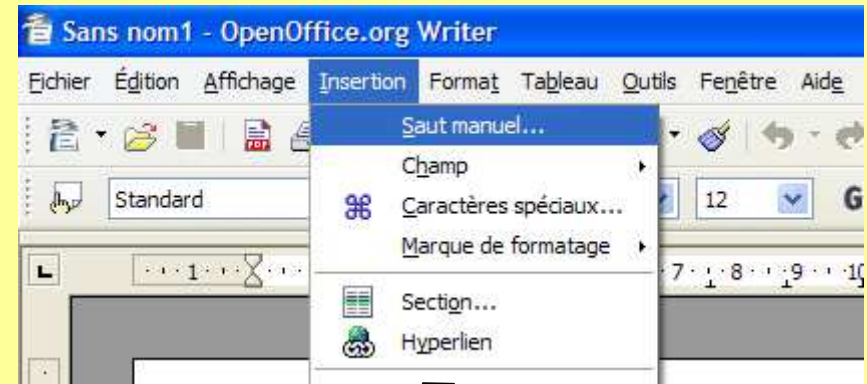 Sans nom1 - OpenOffice.org Writer
Fichier Édition Affichage Insertion Format Tableau Outils Fenêtre Aide
Saut manuel...
PDF
Champ
Standard
Caractères spéciaux...
12
G
Marque de formatage
1 7 8 9 10
Section...
Hyperlien